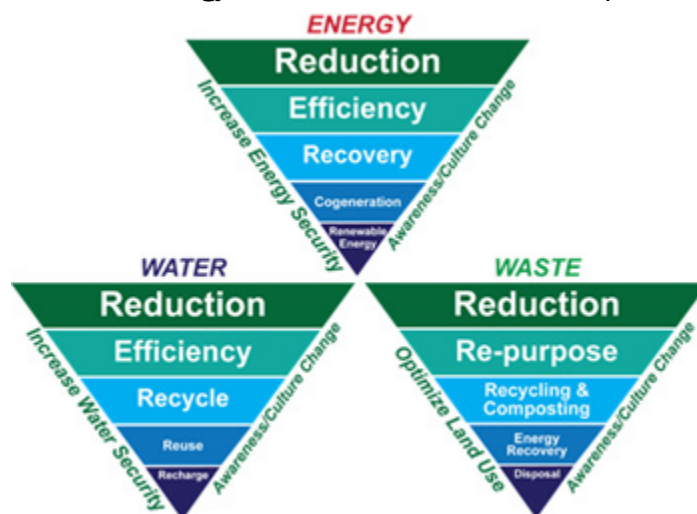 ENERGY
Reduction
Efficiency
Recovery
Cogeneration
Renewable
Energy
Increase Energy Security
Awareness/Culture Change
WATER
Reduction
Efficiency
Recycle
Reuse
Recharge
Increase Water Security
Awareness/Culture Change
WASTE
Reduction
Re-purpose
Recycling &
Composting
Energy
Recovery
Disposal
Optimize Land Use
Awareness/Culture Change